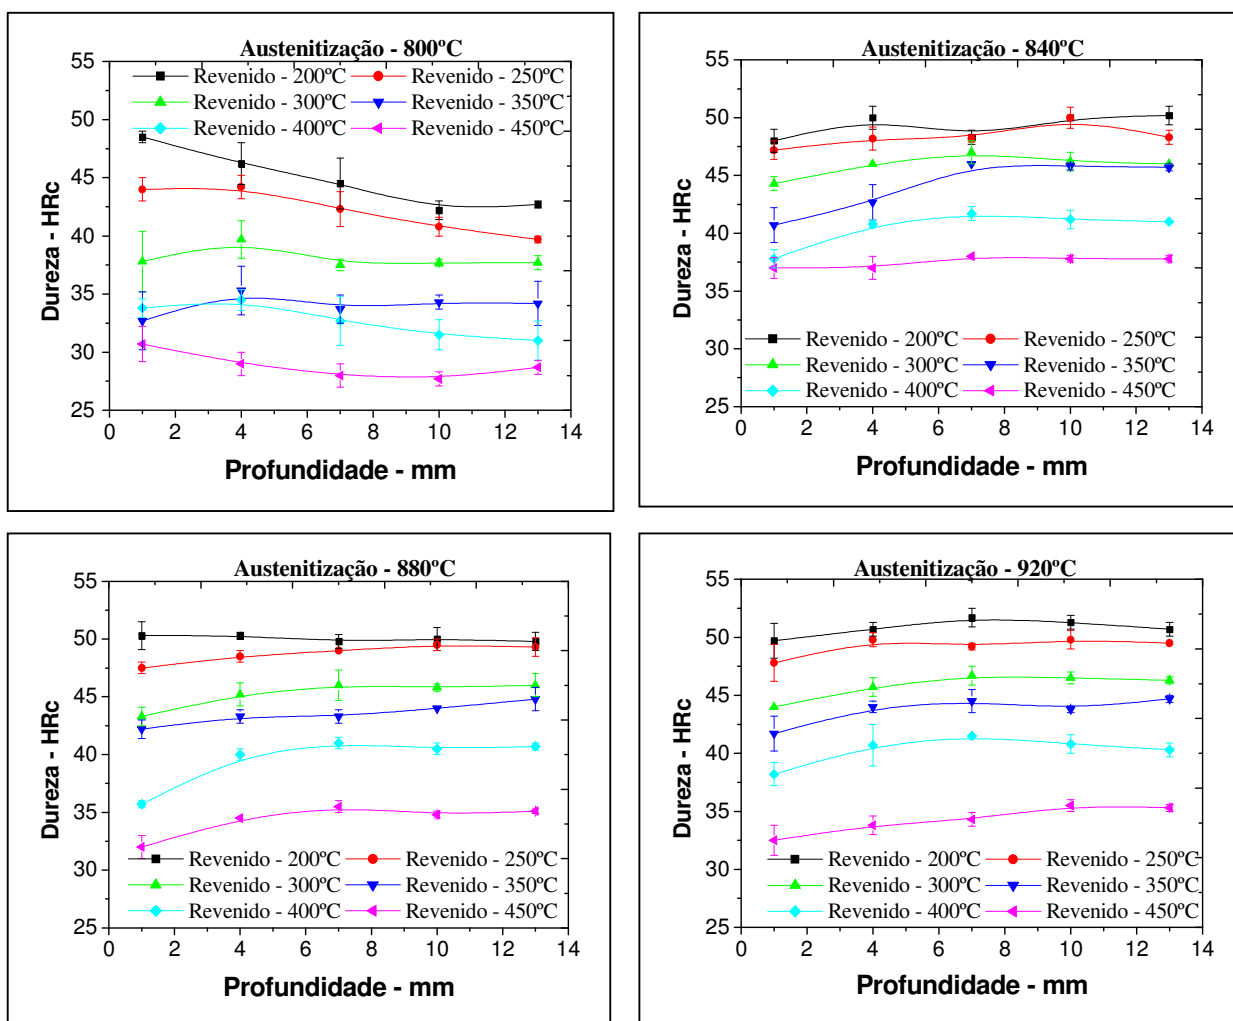 Austenitização - 800ºC
55
50
45
40
35
30
25
Dureza - HRc
Revenido - 200ºC Revenido - 250ºC
Revenido - 300ºC Revenido - 350ºC
Revenido - 400ºC Revenido - 450ºC
0 2 4 6 8 10 12 14
Profundidade - mm
Austenitização - 840ºC
55
50
45
40
35
30
25
Dureza - HRc
Revenido - 200ºC Revenido - 250ºC
Revenido - 300ºC Revenido - 350ºC
Revenido - 400ºC Revenido - 450ºC
0 2 4 6 8 10 12 14
Profundidade - mm
Austenitização - 880ºC
55
50
45
40
35
30
25
Dureza - HRc
Revenido - 200ºC Revenido - 250ºC
Revenido - 300ºC Revenido - 350ºC
Revenido - 400ºC Revenido - 450ºC
0 2 4 6 8 10 12 14
Profundidade - mm
Austenitização - 920ºC
55
50
45
40
35
30
25
Dureza - HRc
Revenido - 200ºC Revenido - 250ºC
Revenido - 300ºC Revenido - 350ºC
Revenido - 400ºC Revenido - 450ºC
0 2 4 6 8 10 12 14
Profundidade - mm